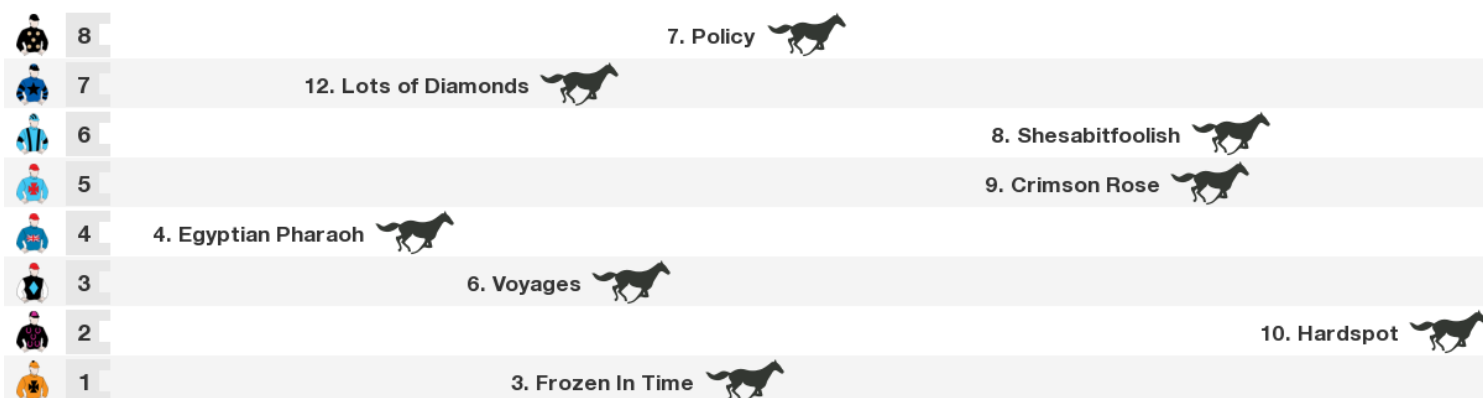 8 7. Policy
7 12. Lots of Diamonds
6 8. Shesabitfoolish
5 9. Crimson Rose
4 4. Egyptian Pharaoh
3 6. Voyages
2 10. Hardspot
1 3. Frozen In Time